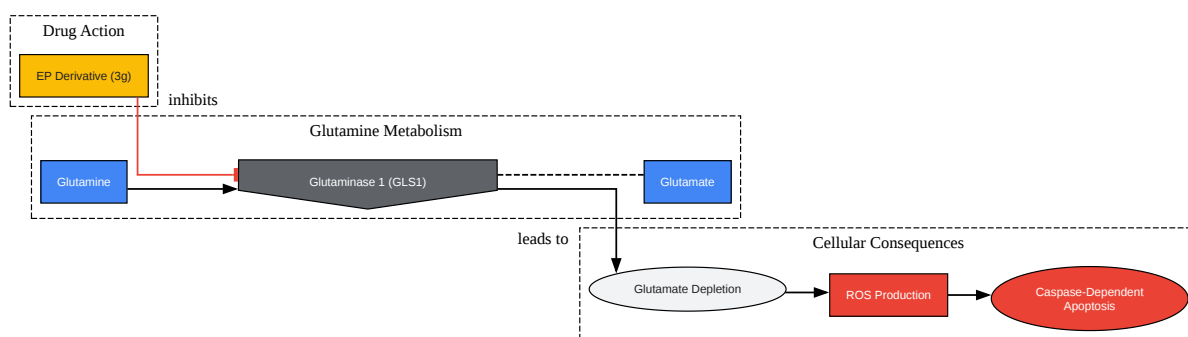 Drug Action
EP Derivative (3g)
inhibits
Glutamine Metabolism
Glutamine
Glutaminase 1 (GLS1)
Glutamate
leads to
Cellular Consequences
Glutamate Depletion
ROS Production
Caspase-Dependent
Apoptosis